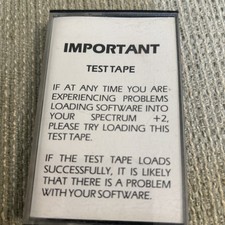 IMPORTANT
TEST TAPE
IF AT ANY TIME YOU ARE
EXPERIENCING PROBLEMS
LOADING SOFTWARE INTO
YOUR SPECTRUM +2,
PLEASE TRY LOADING THIS
TEST TAPE.
IF THE TEST TAPE LOADS
SUCCESSFULLY, IT IS LIKELY
THAT THERE IS A PROBLEM
WITH YOUR SOFTWARE.